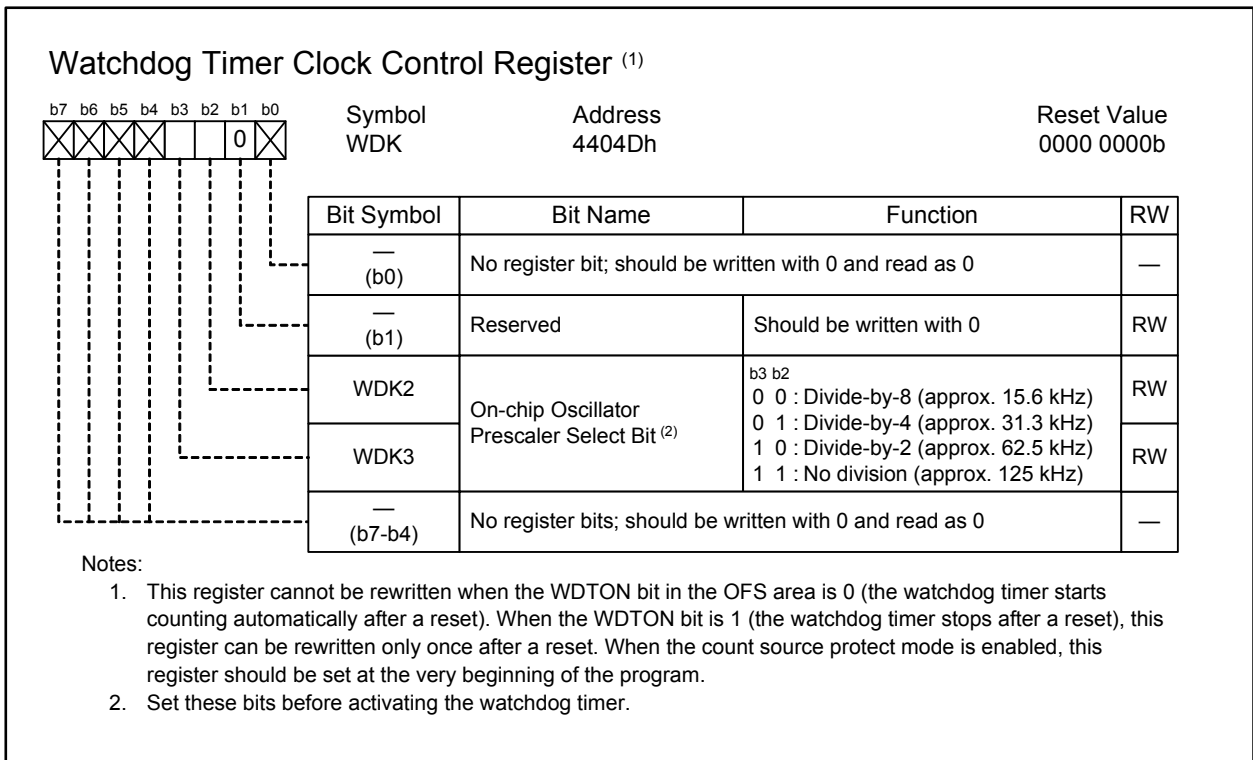 Watchdog Timer Clock Control Register (1)
b7 b6 b5 b4 b3 b2 b1 b0
0
Symbol Address Reset Value
WDK 4404Dh 0000 0000b
Bit Symbol Bit Name Function RW
—
(b0)
No register bit; should be written with 0 and read as 0 —
—
(b1)
Reserved Should be written with 0 RW
WDK2 RW
WDK3 RW
On-chip Oscillator
Prescaler Select Bit (2)
b3 b2
0 0 : Divide-by-8 (approx. 15.6 kHz)
0 1 : Divide-by-4 (approx. 31.3 kHz)
1 0 : Divide-by-2 (approx. 62.5 kHz)
1 1 : No division (approx. 125 kHz)
—
(b7-b4)
No register bits; should be written with 0 and read as 0 —
Notes:
1. This register cannot be rewritten when the WDTON bit in the OFS area is 0 (the watchdog timer starts
counting automatically after a reset). When the WDTON bit is 1 (the watchdog timer stops after a reset), this
register can be rewritten only once after a reset. When the count source protect mode is enabled, this
register should be set at the very beginning of the program.
2. Set these bits before activating the watchdog timer.